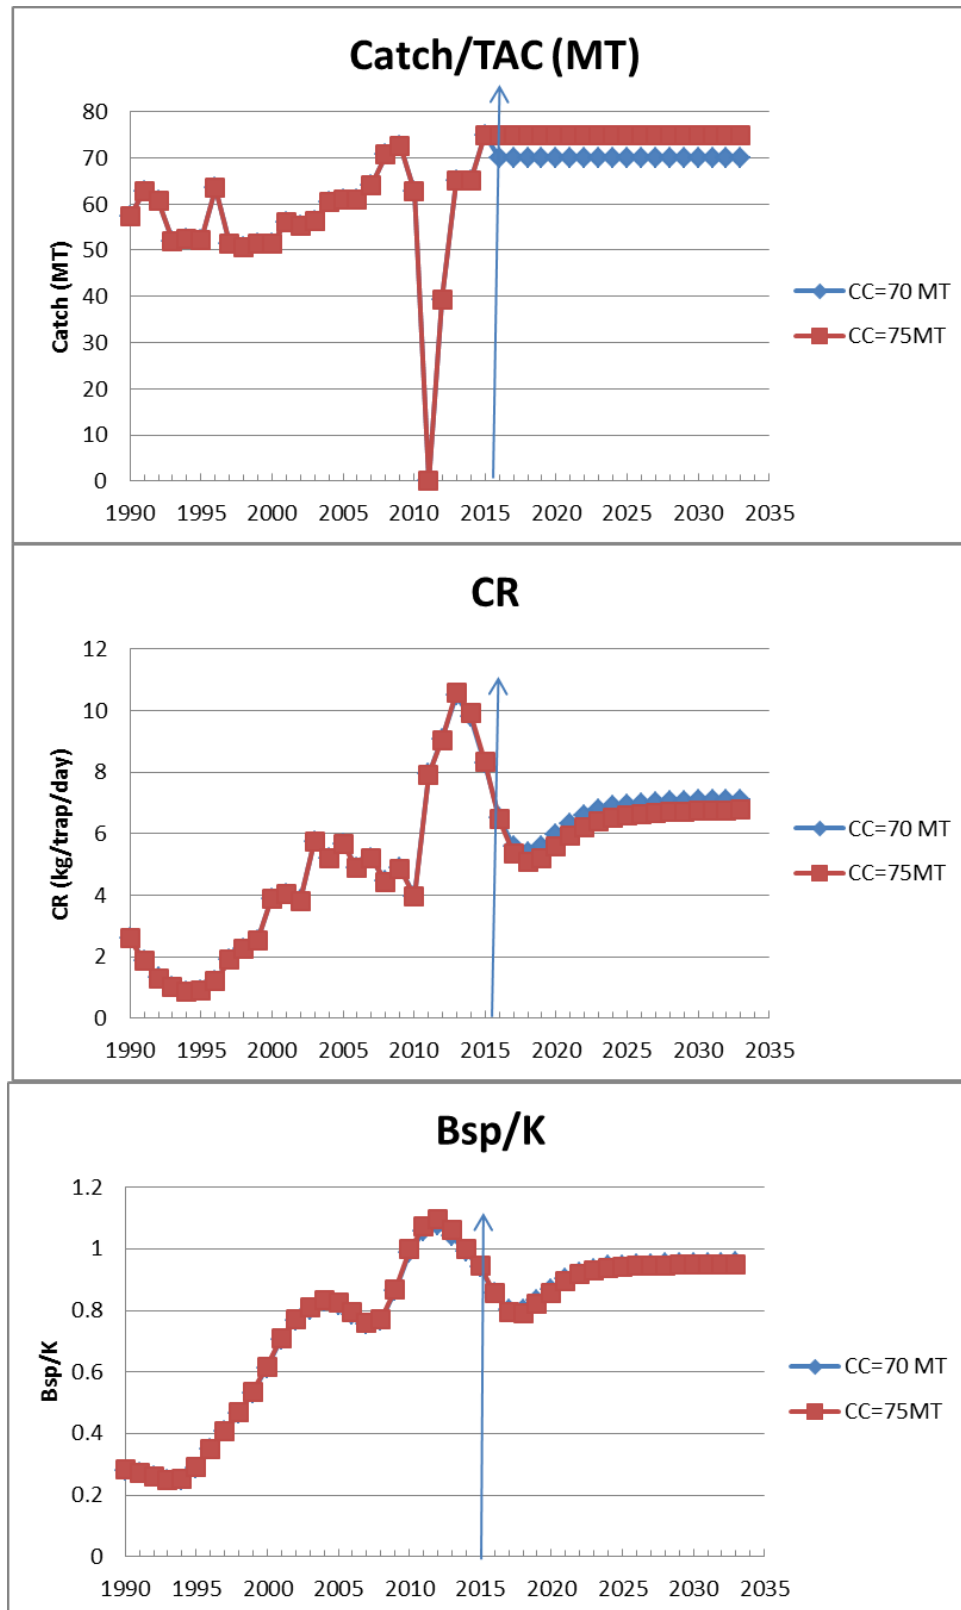 Catch/TAC (MT)
80
70
60
50
40
30
20
10
0
Catch (MT)
1990 1995 2000 2005 2010 2015 2020 2025 2030 2035
CC=70 MT
CC=75MT
CR
12
10
8
6
4
2
0
CR (kg/trap/day)
1990 1995 2000 2005 2010 2015 2020 2025 2030 2035
CC=70 MT
CC=75MT
Bsp/K
1.2
1
0.8
0.6
0.4
0.2
0
Bsp/K
1990 1995 2000 2005 2010 2015 2020 2025 2030 2035
CC=70 MT
CC=75MT